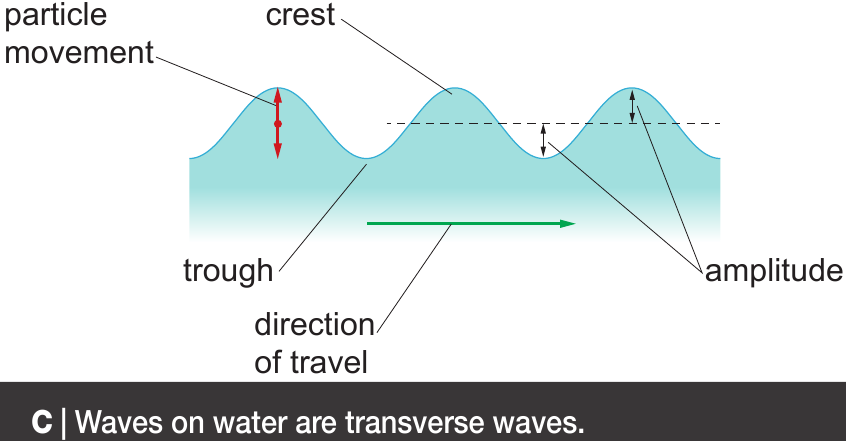 particle
movement
crest
trough
amplitude
direction
of travel
C | Waves on water are transverse waves.